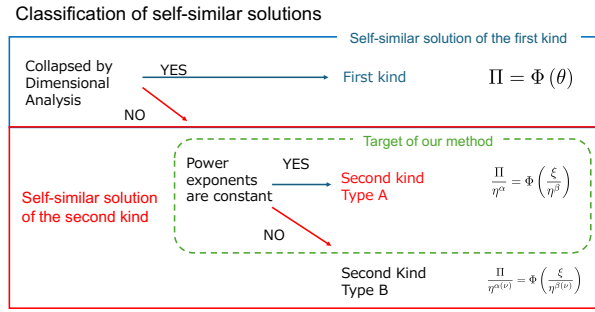 Classification of self-similar solutions
Self-similar solution of the first kind
Collapsed by
Dimensional
Analysis
YES
First kind
Π = Φ (θ)
NO
Target of our method
Power
exponents
are constant
YES
Second kind
Type A
Π/η^α = Φ (ξ/η^β)
Self-similar solution
of the second kind
NO
Second Kind
Type B
Π/η^α(ν) = Φ (ξ/η^β(ν))